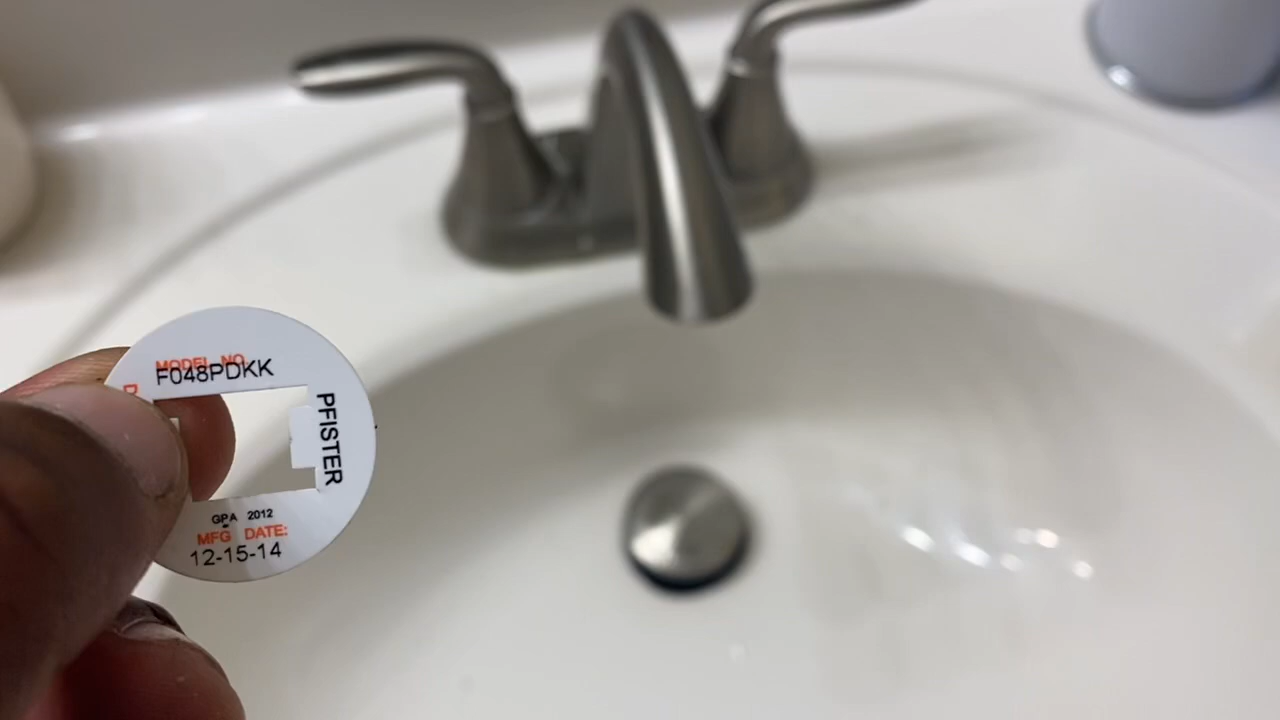 MODEL NO
F048PDKK
PFISTER
GPA 2012
MFG DATE:
12-15-14